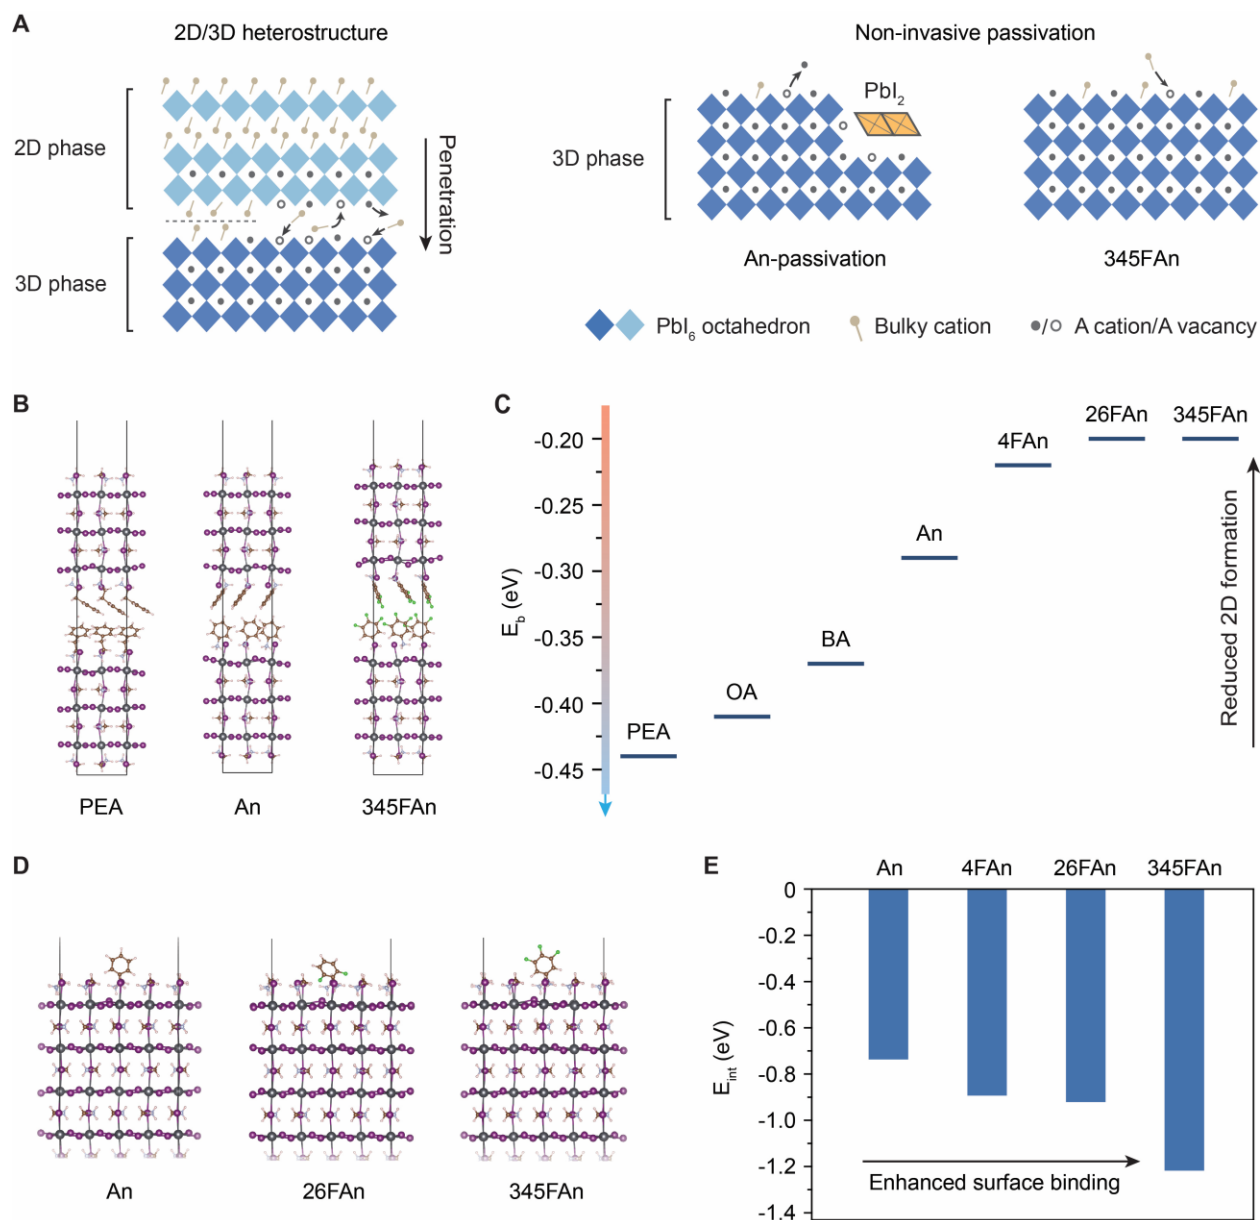 A
2D/3D heterostructure
Non-invasive passivation
2D phase
3D phase
Penetration
3D phase
PbI2
An-passivation
345FAn
PbI6 octahedron
Bulky cation
A cation/A vacancy
B
PEA
An
345FAn
C
Eb (eV)
-0.20
-0.25
-0.30
-0.35
-0.40
-0.45
PEA
OA
BA
An
4FAn
26FAn
345FAn
Reduced 2D formation
D
An
26FAn
345FAn
E
An
4FAn
26FAn
345FAn
Eint (eV)
0
-0.2
-0.4
-0.6
-0.8
-1.0
-1.2
-1.4
Enhanced surface binding